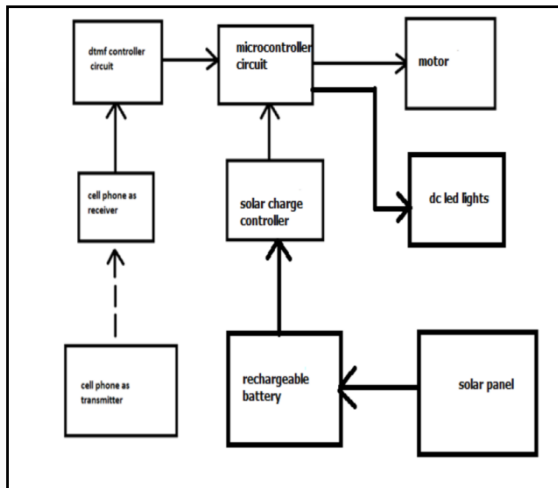 dtmf controller
circuit
microcontroller
circuit
motor
cell phone as
receiver
solar charge
controller
dc led lights
cell phone as
transmitter
rechargeable
battery
solar panel